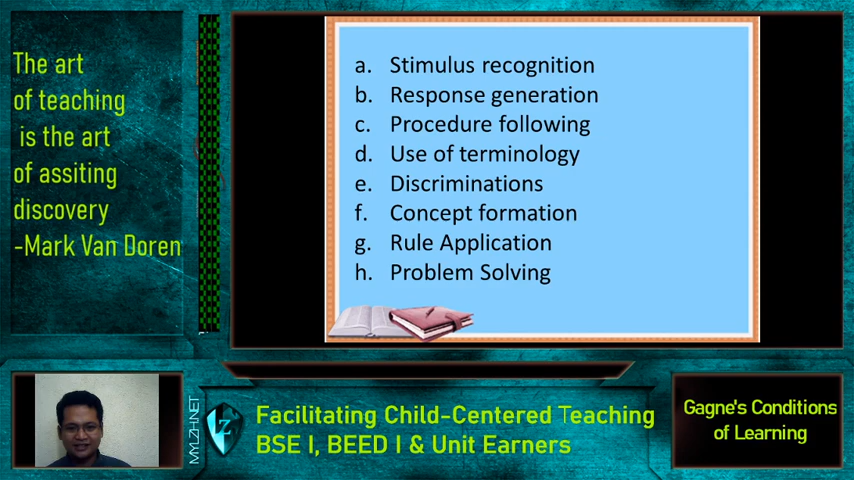 The art
of teaching
is the art
of assiting
discovery
-Mark Van Doren
a. Stimulus recognition
b. Response generation
c. Procedure following
d. Use of terminology
e. Discriminations
f. Concept formation
g. Rule Application
h. Problem Solving
MYLZH.NET
Z
Facilitating Child-Centered Teaching
BSE I, BEED I & Unit Earners
Gagne's Conditions
of Learning